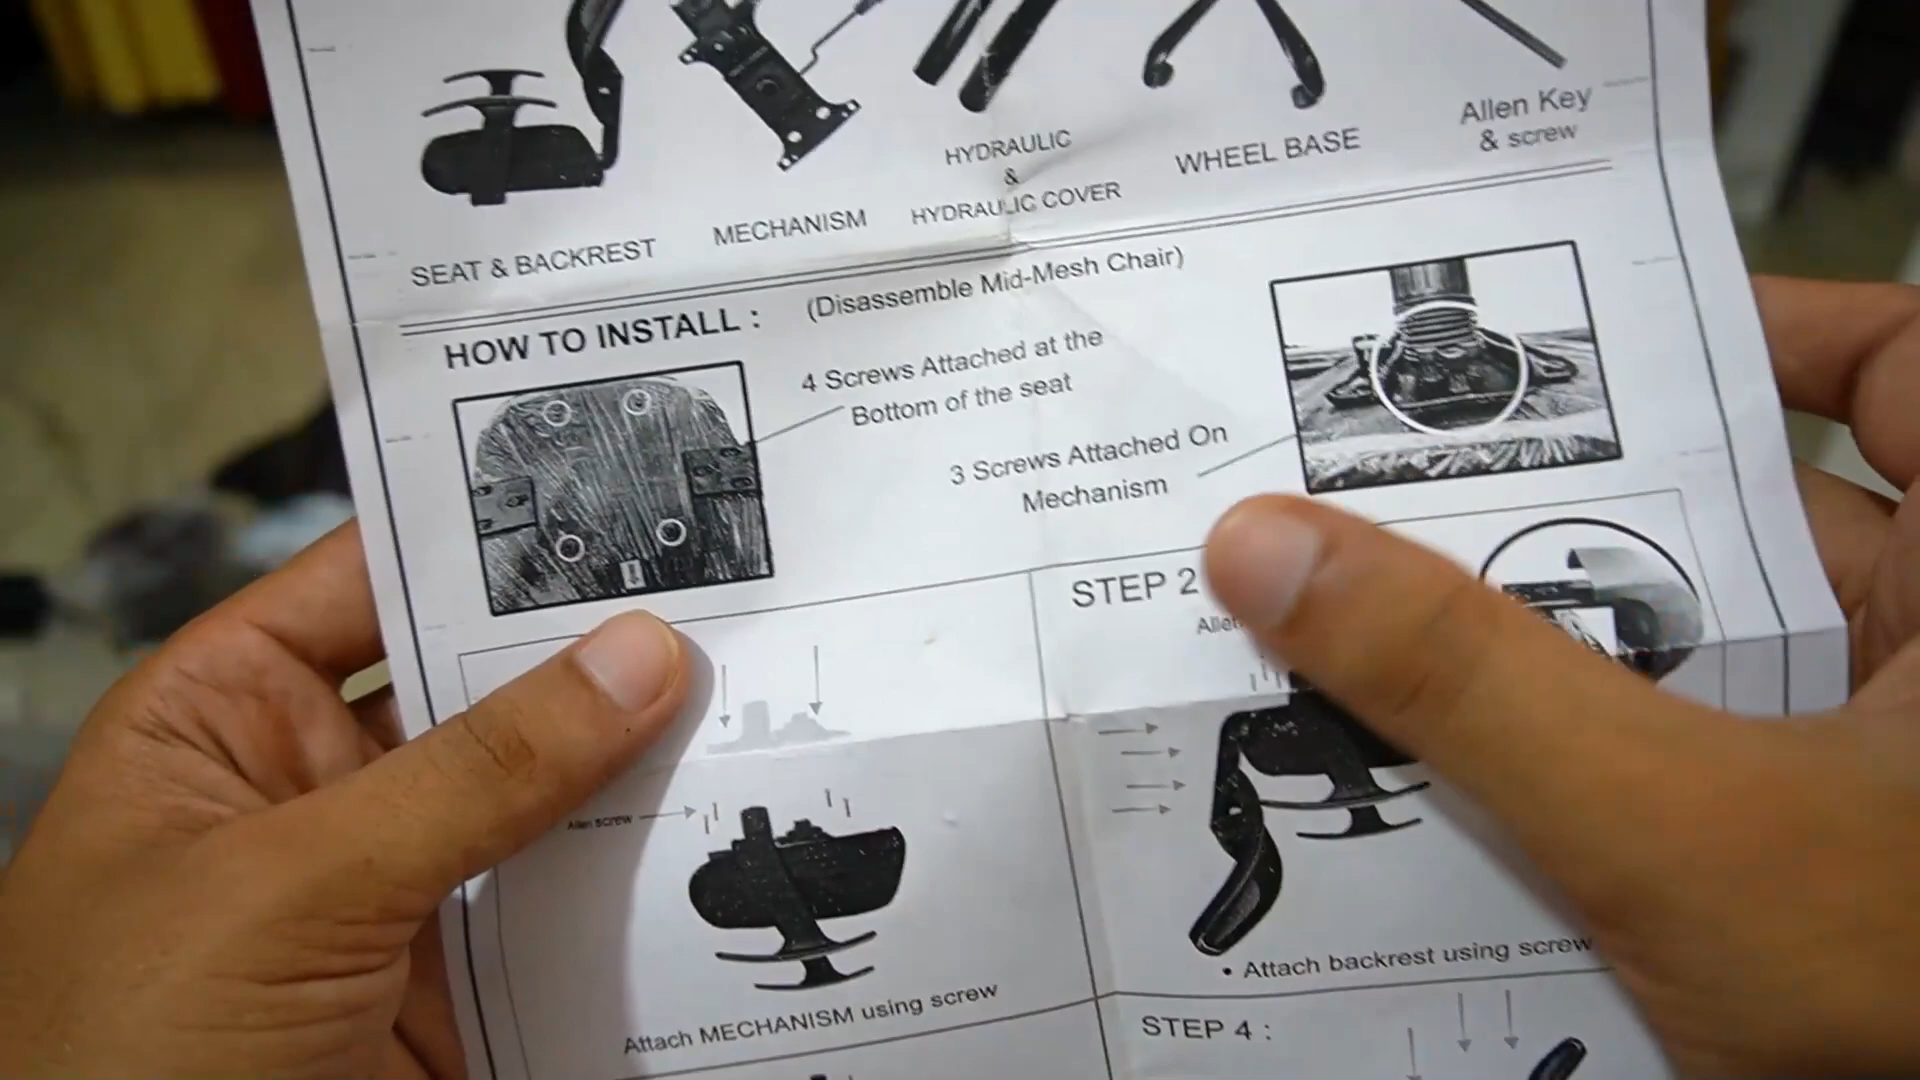 SEAT & BACKREST
MECHANISM
HYDRAULIC
&
HYDRAULIC COVER
WHEEL BASE
Allen Key
& screw
HOW TO INSTALL :
(Disassemble Mid-Mesh Chair)
4 Screws Attached at the
Bottom of the seat
3 Screws Attached On
Mechanism
STEP 2
Allen
Allen screw
Attach MECHANISM using screw
• Attach backrest using screw
STEP 4 :